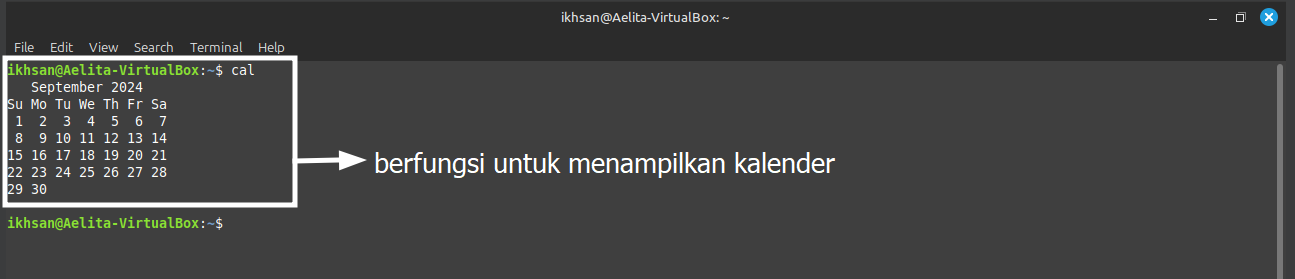 ikhsan@Aelita-VirtualBox: ~
File Edit View Search Terminal Help
ikhsan@Aelita-VirtualBox:~$ cal
   September 2024
Su Mo Tu We Th Fr Sa
 1  2  3  4  5  6  7
 8  9 10 11 12 13 14
15 16 17 18 19 20 21
22 23 24 25 26 27 28
29 30
berfungsi untuk menampilkan kalender
ikhsan@Aelita-VirtualBox:~$